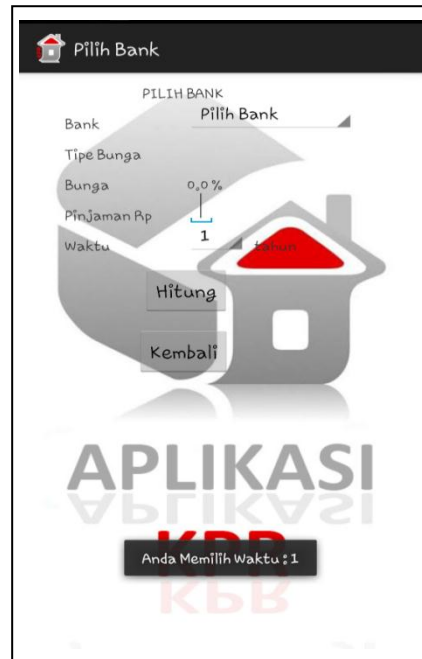 Pilih Bank
PILIH BANK
Bank Pilih Bank
Tipe Bunga
Bunga 0,0 %
Pinjaman Rp
Waktu 1 tahun
Hitung
Kembali
APLIKASI
KPR
Anda Memilih Waktu : 1